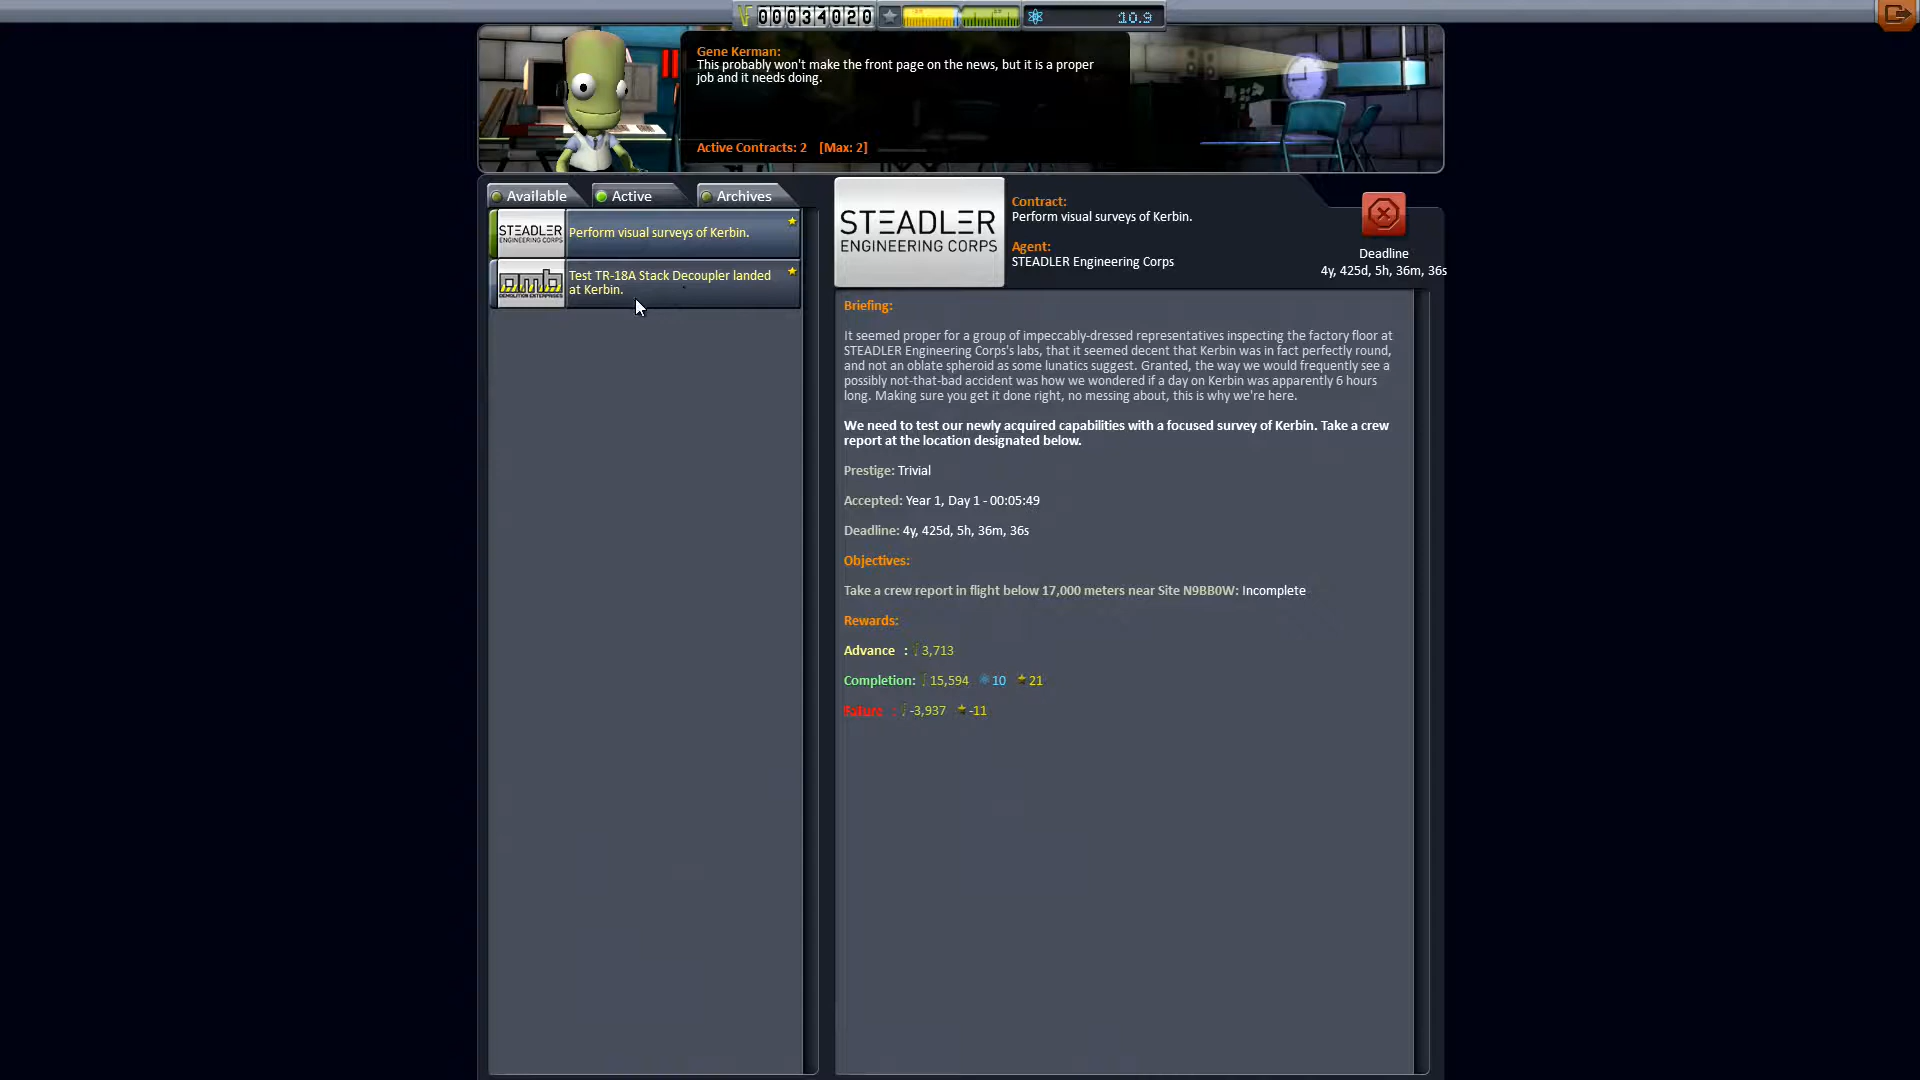 00034020
10.9
Gene Kerman:
This probably won't make the front page on the news, but it is a proper
job and it needs doing.
Active Contracts: 2 [Max: 2]
Available
Active
Archives
STEADLER
ENGINEERING CORPS
Perform visual surveys of Kerbin.
DEMOLITION ENTERPRISES
Test TR-18A Stack Decoupler landed
at Kerbin.
STEADLER
ENGINEERING CORPS
Contract:
Perform visual surveys of Kerbin.
Agent:
STEADLER Engineering Corps
Deadline
4y, 425d, 5h, 36m, 36s
Briefing:
It seemed proper for a group of impeccably-dressed representatives inspecting the factory floor at
STEADLER Engineering Corps's labs, that it seemed decent that Kerbin was in fact perfectly round,
and not an oblate spheroid as some lunatics suggest. Granted, the way we would frequently see a
possibly not-that-bad accident was how we wondered if a day on Kerbin was apparently 6 hours
long. Making sure you get it done right, no messing about, this is why we're here.
We need to test our newly acquired capabilities with a focused survey of Kerbin. Take a crew
report at the location designated below.
Prestige: Trivial
Accepted: Year 1, Day 1 - 00:05:49
Deadline: 4y, 425d, 5h, 36m, 36s
Objectives:
Take a crew report in flight below 17,000 meters near Site N9BB0W: Incomplete
Rewards:
Advance : 3,713
Completion: 15,594 10 21
Failure : -3,937 -11